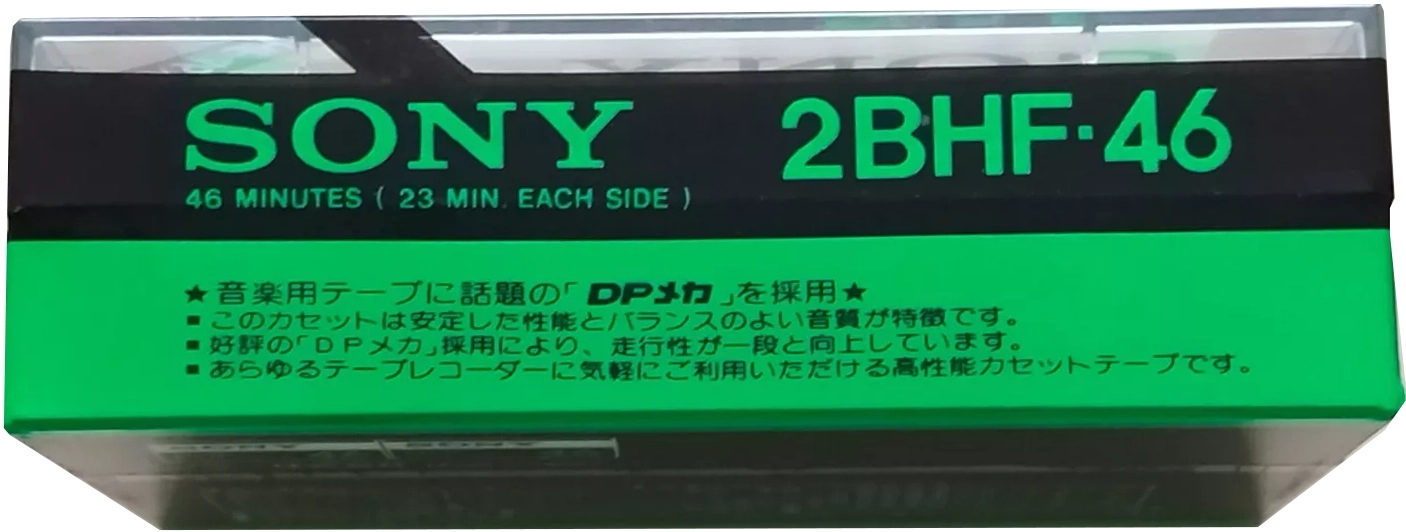 SONY 2BHF·46
46 MINUTES ( 23 MIN. EACH SIDE )
★音楽用テープに話題の「DPメカ」を採用★
■このカセットは安定した性能とバランスのよい音質が特徴です。
■好評の「DPメカ」採用により、走行性が一段と向上しています。
■あらゆるテープレコーダーに気軽にご利用いただける高性能カセットテープです。